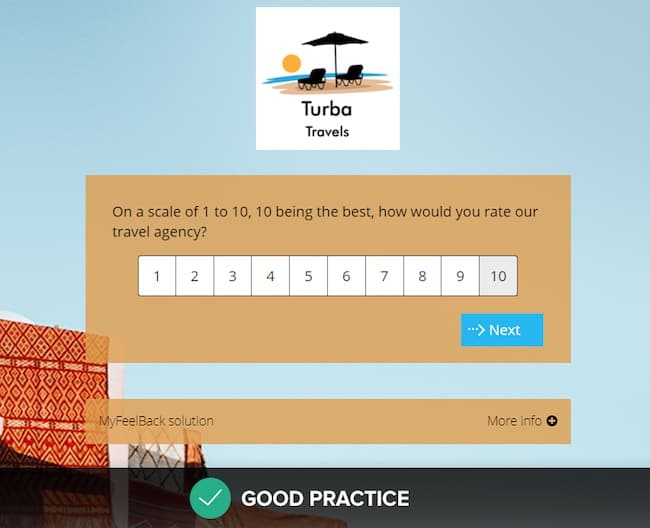 Turba
Travels
On a scale of 1 to 10, 10 being the best, how would you rate our
travel agency?
1 2 3 4 5 6 7 8 9 10
Next
MyFeelBack solution More info
GOOD PRACTICE